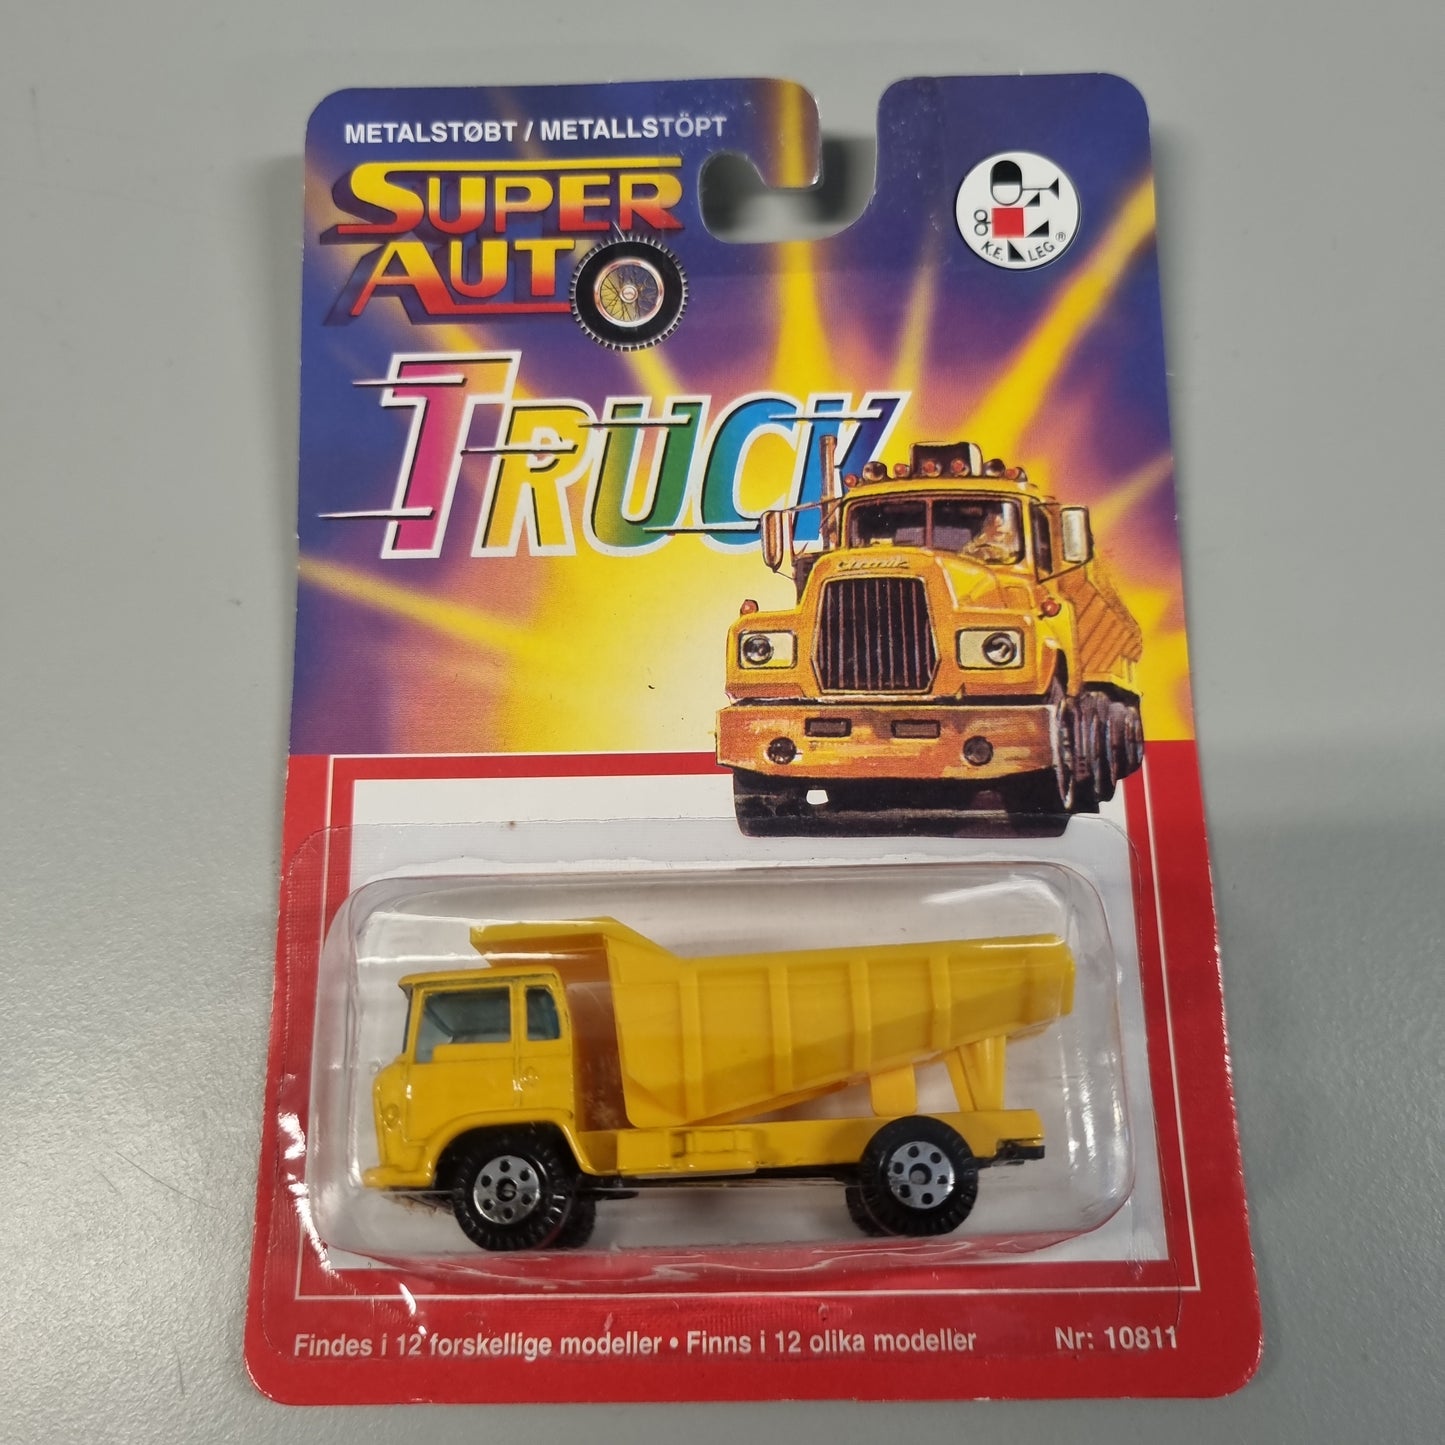 METALSTØBT / METALLSTÖPT
SUPER
AUTO
K.E. LEG®
TRUCK
Findes i 12 forskellige modeller • Finns i 12 olika modeller
Nr: 10811